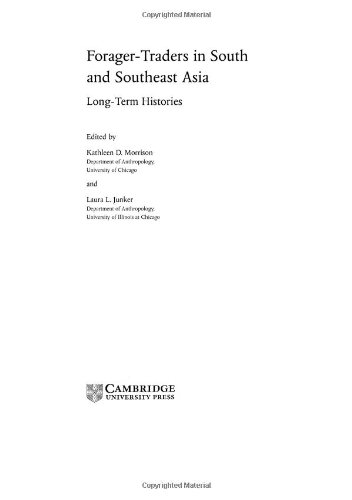 Copyrighted Material
Forager-Traders in South
and Southeast Asia
Long-Term Histories
Edited by
Kathleen D. Morrison
Department of Anthropology,
University of Chicago
and
Laura L. Junker
Department of Anthropology,
University of Illinois at Chicago
CAMBRIDGE
UNIVERSITY PRESS
Copyrighted Material